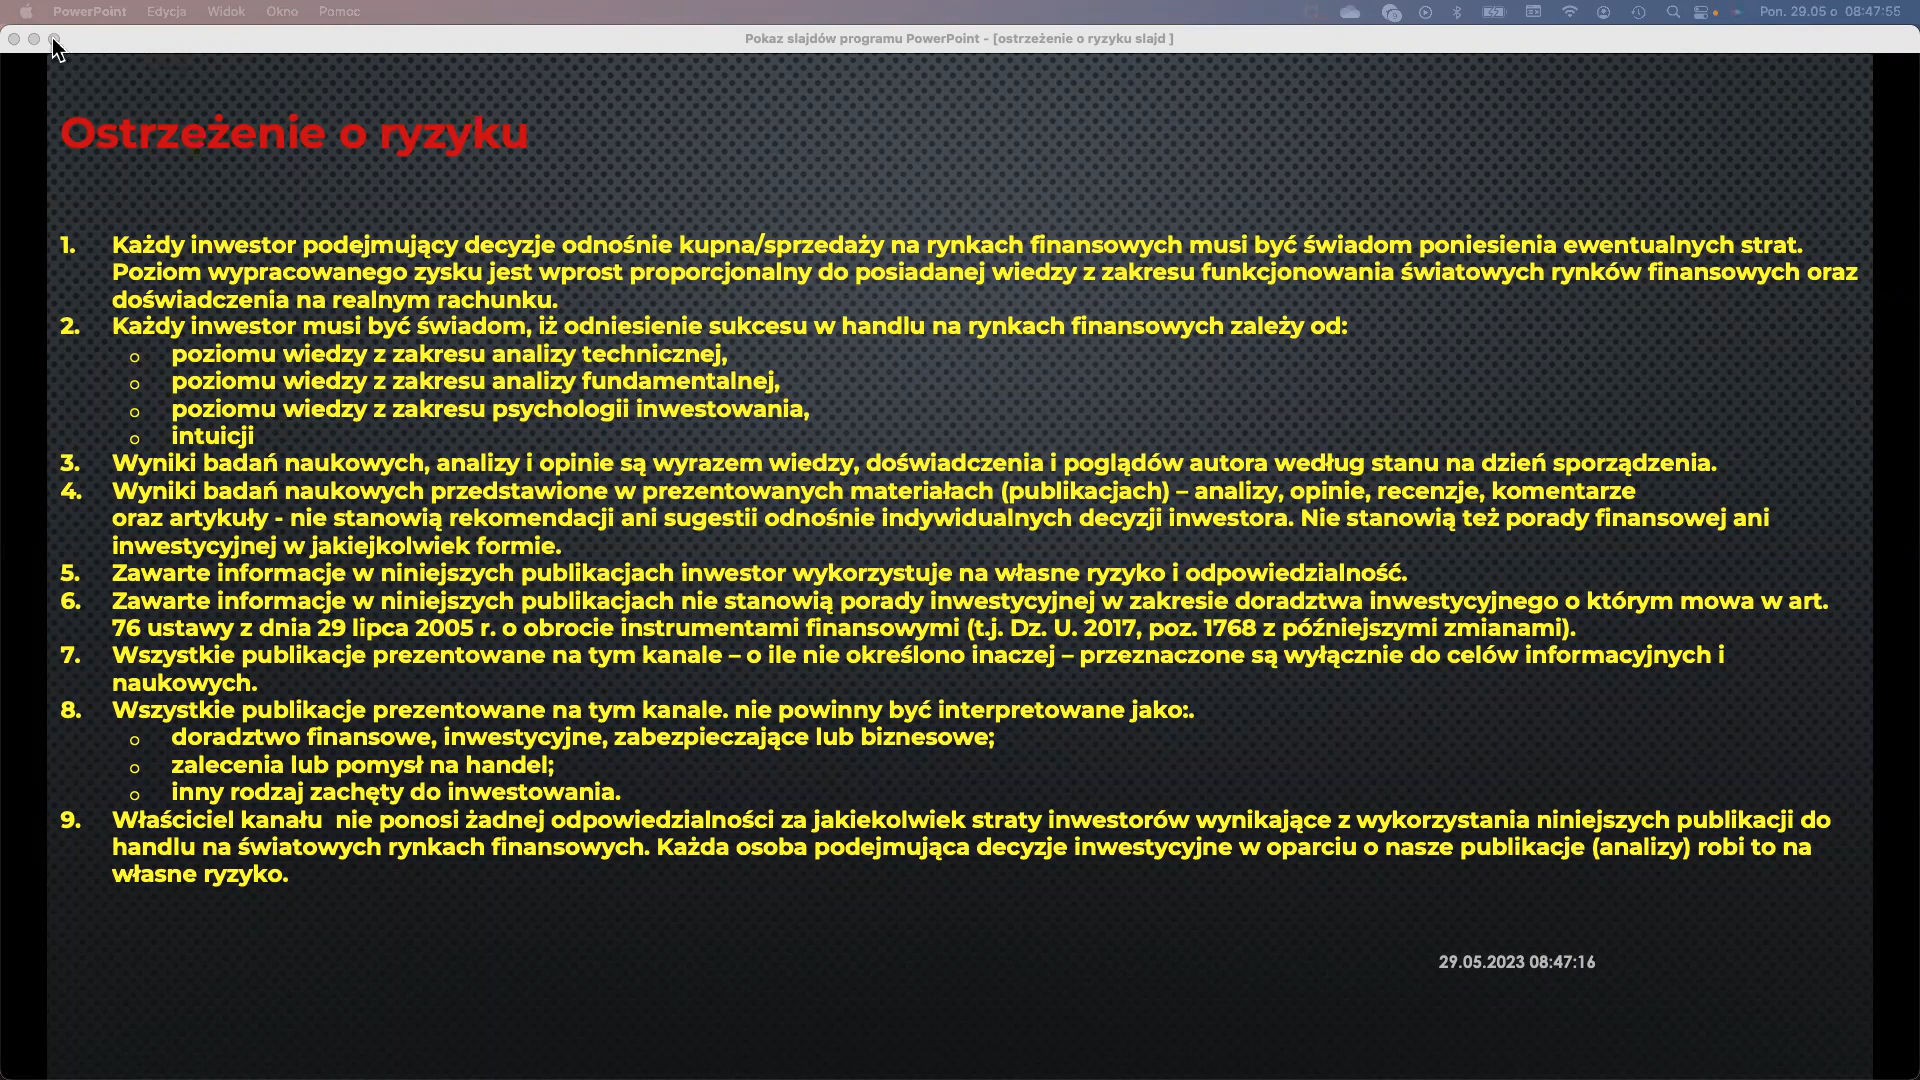 PowerPoint Edycja Widok Okno Pomoc Pon. 29.05 o 08:47:55
Pokaz slajdów programu PowerPoint - [ostrzeżenie o ryzyku slajd ]
Ostrzeżenie o ryzyku
1. Każdy inwestor podejmujący decyzje odnośnie kupna/sprzedaży na rynkach finansowych musi być świadom poniesienia ewentualnych strat.
Poziom wypracowanego zysku jest wprost proporcjonalny do posiadanej wiedzy z zakresu funkcjonowania światowych rynków finansowych oraz
doświadczenia na realnym rachunku.
2. Każdy inwestor musi być świadom, iż odniesienie sukcesu w handlu na rynkach finansowych zależy od:
o poziomu wiedzy z zakresu analizy technicznej,
o poziomu wiedzy z zakresu analizy fundamentalnej,
o poziomu wiedzy z zakresu psychologii inwestowania,
o intuicji
3. Wyniki badań naukowych, analizy i opinie są wyrazem wiedzy, doświadczenia i poglądów autora według stanu na dzień sporządzenia.
4. Wyniki badań naukowych przedstawione w prezentowanych materiałach (publikacjach) – analizy, opinie, recenzje, komentarze
oraz artykuły - nie stanowią rekomendacji ani sugestii odnośnie indywidualnych decyzji inwestora. Nie stanowią też porady finansowej ani
inwestycyjnej w jakiejkolwiek formie.
5. Zawarte informacje w niniejszych publikacjach inwestor wykorzystuje na własne ryzyko i odpowiedzialność.
6. Zawarte informacje w niniejszych publikacjach nie stanowią porady inwestycyjnej w zakresie doradztwa inwestycyjnego o którym mowa w art.
76 ustawy z dnia 29 lipca 2005 r. o obrocie instrumentami finansowymi (t.j. Dz. U. 2017, poz. 1768 z późniejszymi zmianami).
7. Wszystkie publikacje prezentowane na tym kanale – o ile nie określono inaczej – przeznaczone są wyłącznie do celów informacyjnych i
naukowych.
8. Wszystkie publikacje prezentowane na tym kanale. nie powinny być interpretowane jako:.
o doradztwo finansowe, inwestycyjne, zabezpieczające lub biznesowe;
o zalecenia lub pomysł na handel;
o inny rodzaj zachęty do inwestowania.
9. Właściciel kanału  nie ponosi żadnej odpowiedzialności za jakiekolwiek straty inwestorów wynikające z wykorzystania niniejszych publikacji do
handlu na światowych rynkach finansowych. Każda osoba podejmująca decyzje inwestycyjne w oparciu o nasze publikacje (analizy) robi to na
własne ryzyko.
29.05.2023 08:47:16